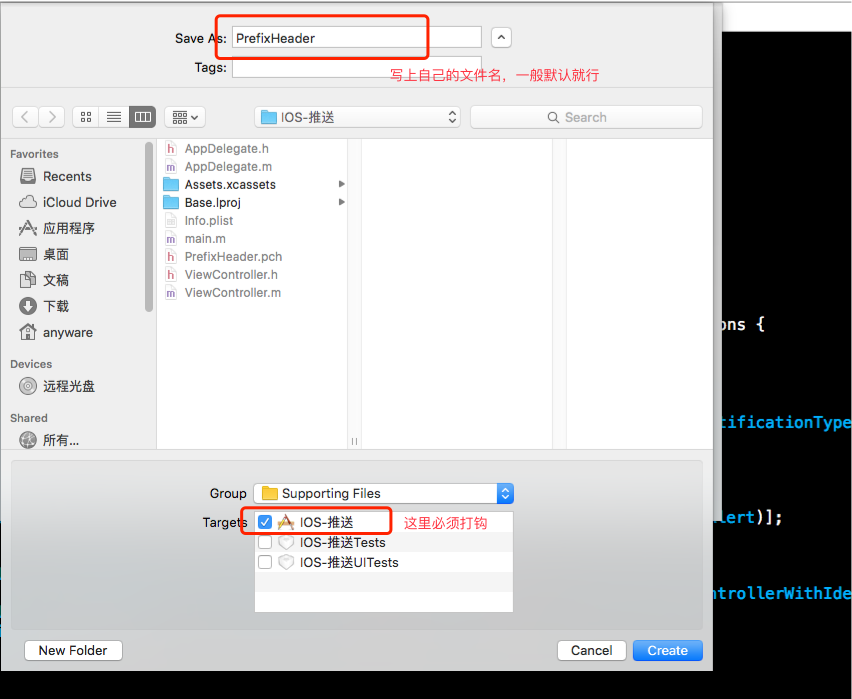 Save As: PrefixHeader
Tags:
写上自己的文件名，一般默认就行
IOS-推送
Search
Favorites
Recents
iCloud Drive
应用程序
桌面
文稿
下载
anyware
Devices
远程光盘
Shared
所有...
AppDelegate.h
AppDelegate.m
Assets.xcassets
Base.lproj
Info.plist
main.m
PrefixHeader.pch
ViewController.h
ViewController.m
ons {
tificationType
lert)];
ntrollerWithIde
Group Supporting Files
Targets IOS-推送 这里必须打钩
IOS-推送Tests
IOS-推送UITests
New Folder Cancel Create